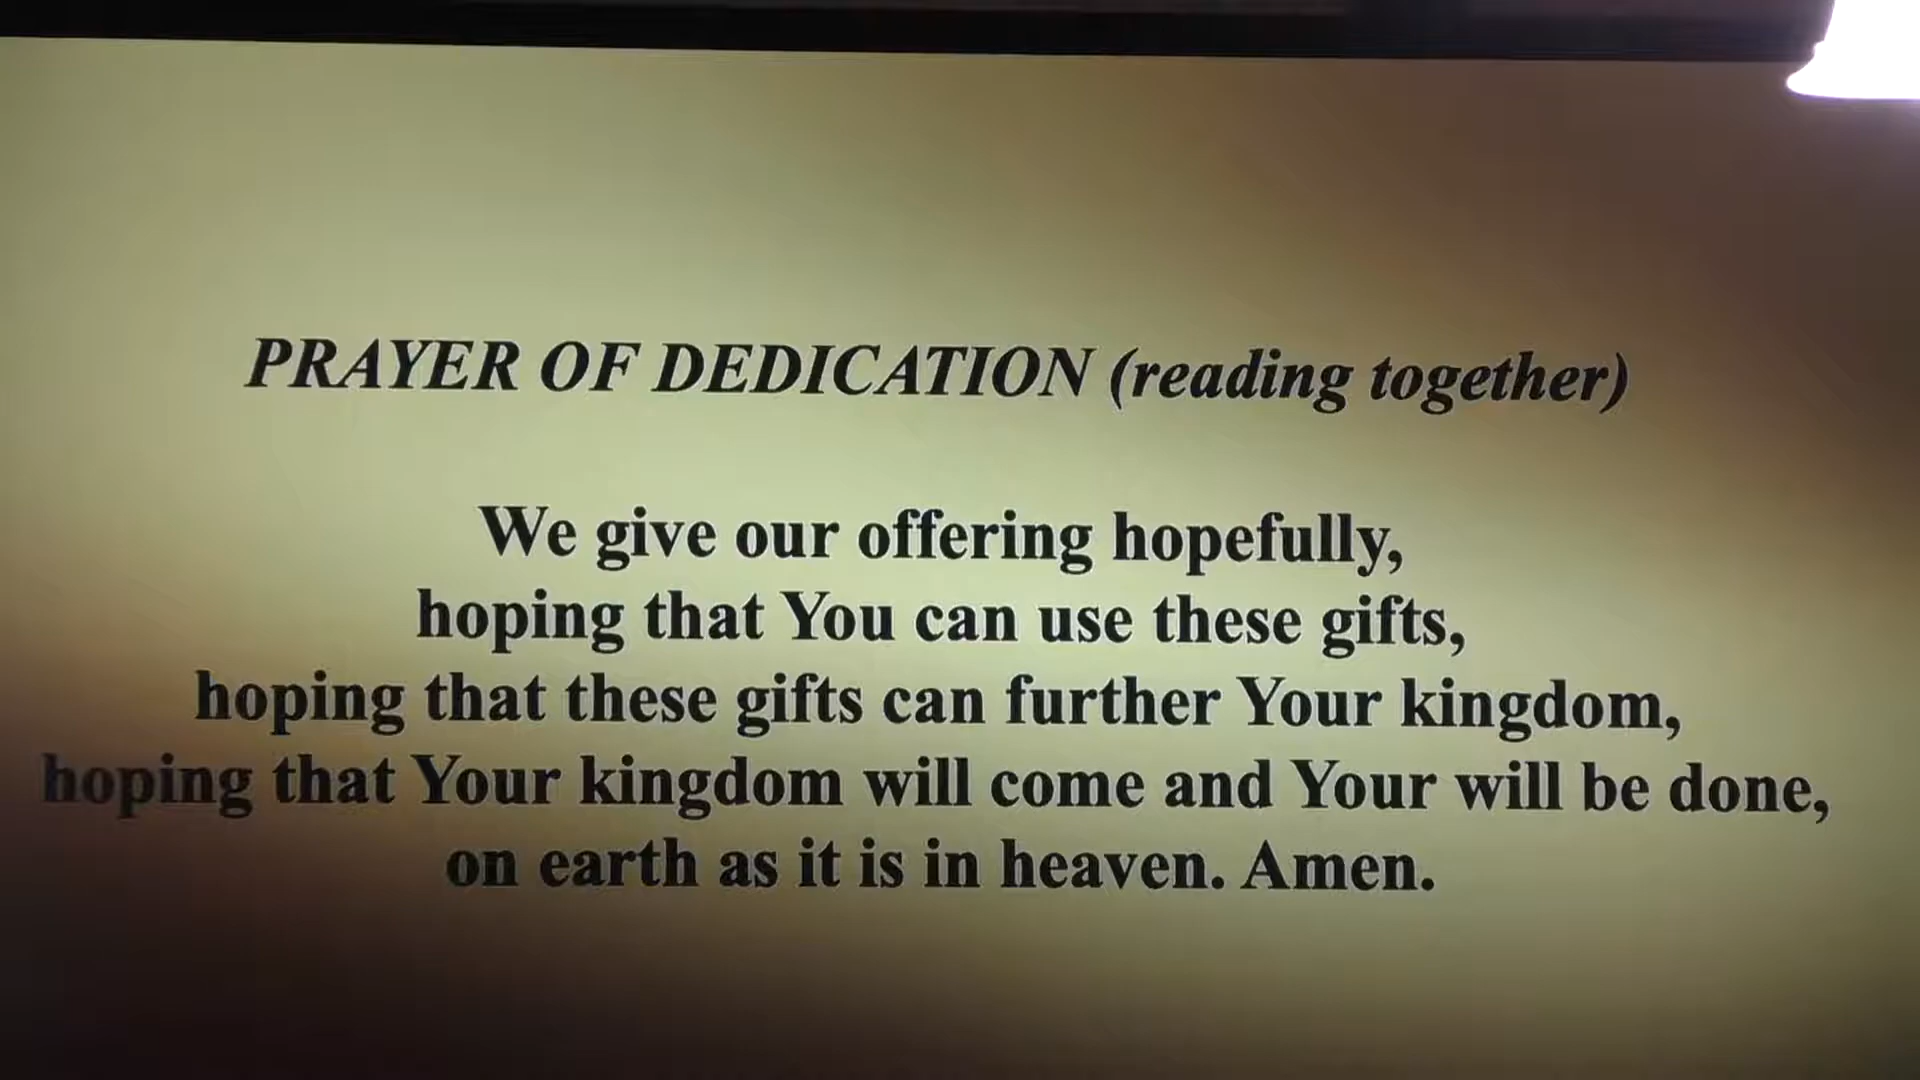 PRAYER OF DEDICATION (reading together)
We give our offering hopefully,
hoping that You can use these gifts,
hoping that these gifts can further Your kingdom,
hoping that Your kingdom will come and Your will be done,
on earth as it is in heaven. Amen.